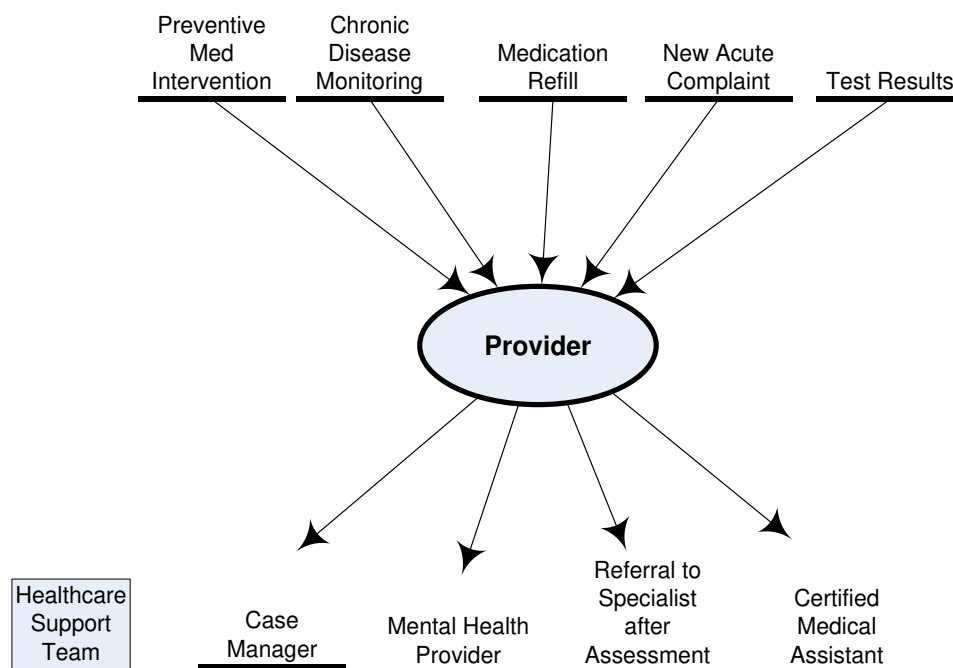 Preventive
Med
Intervention
Chronic
Disease
Monitoring
Medication
Refill
New Acute
Complaint
Test Results
Provider
Healthcare
Support
Team
Case
Manager
Mental Health
Provider
Referral to
Specialist
after
Assessment
Certified
Medical
Assistant